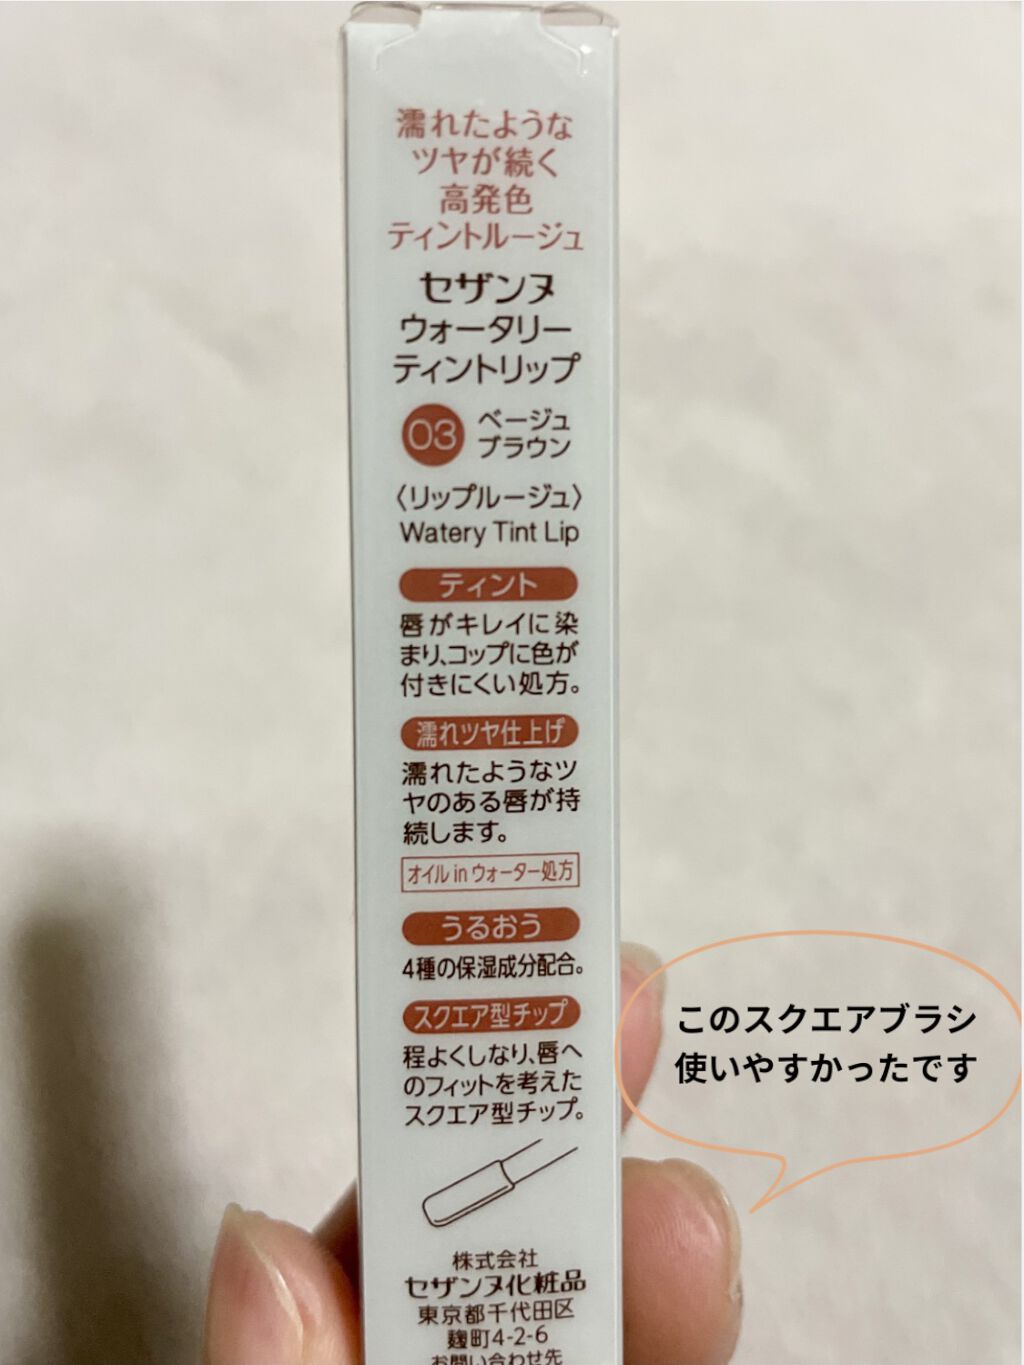 濡れたような
ツヤが続く
高発色
ティントルージュ
セザンヌ
ウォータリー
ティントリップ
03 ベージュ
ブラウン
〈リップルージュ〉
Watery Tint Lip
ティント
唇がキレイに染
まり、コップに色が
付きにくい処方。
濡れツヤ仕上げ
濡れたようなツ
ヤのある唇が持
続します。
オイル in ウォーター処方
うるおう
4種の保湿成分配合。
スクエア型チップ
程よくしなり、唇へ
のフィットを考えた
スクエア型チップ。
株式会社
セザンヌ化粧品
東京都千代田区
麹町4-2-6
お問い合わせ先
このスクエアブラシ
使いやすかったです